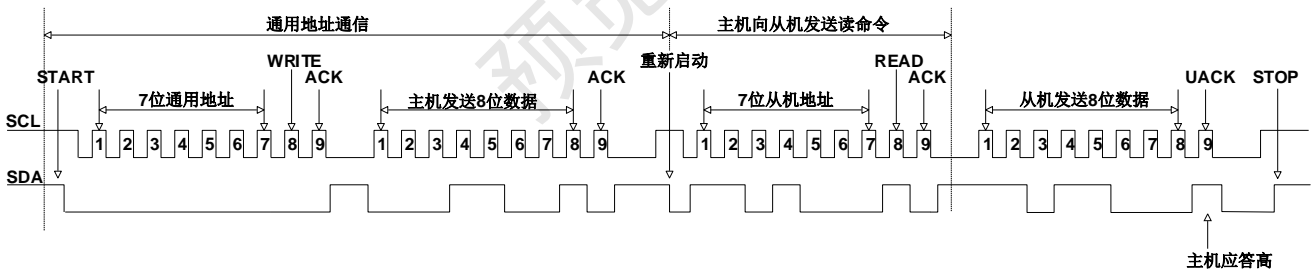 通用地址通信
主机向从机发送读命令
START
WRITE
ACK
ACK
重新启动
READ
ACK
UACK
STOP
7位通用地址
主机发送8位数据
7位从机地址
从机发送8位数据
SCL
1 2 3 4 5 6 7 8 9
1 2 3 4 5 6 7 8 9
1 2 3 4 5 6 7 8 9
1 2 3 4 5 6 7 8 9
SDA
主机应答高